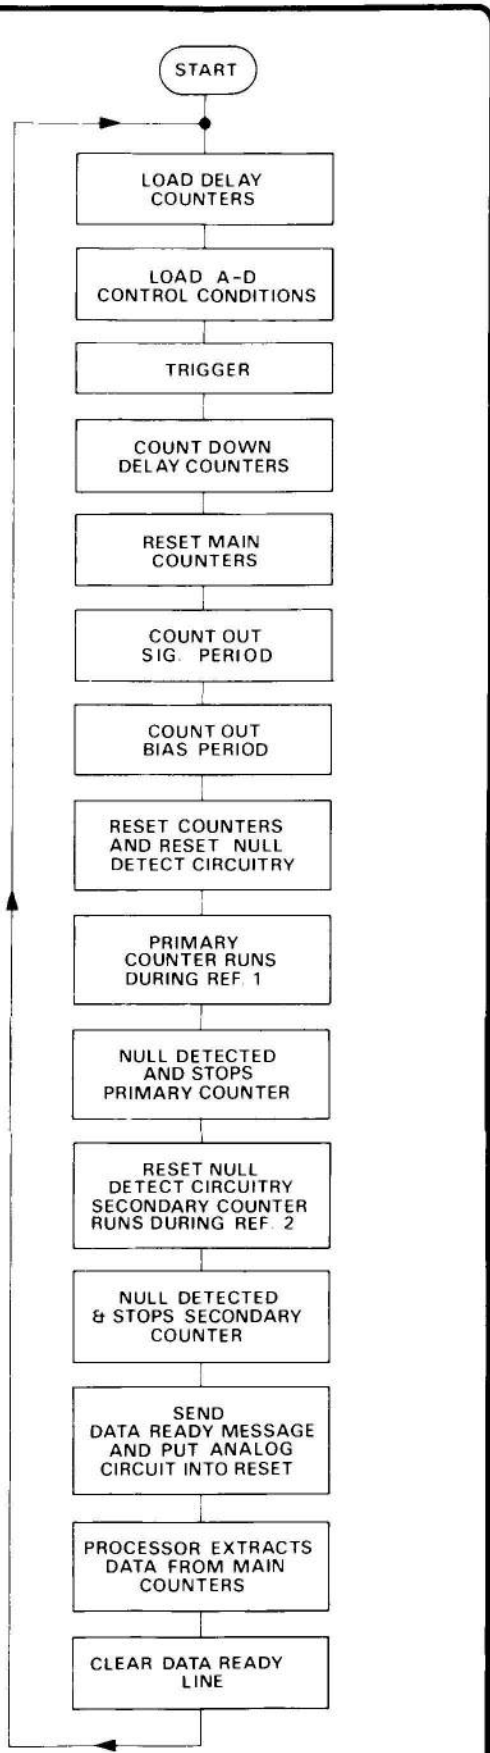 START
LOAD DELAY
COUNTERS
LOAD A-D
CONTROL CONDITIONS
TRIGGER
COUNT DOWN
DELAY COUNTERS
RESET MAIN
COUNTERS
COUNT OUT
SIG. PERIOD
COUNT OUT
BIAS PERIOD
RESET COUNTERS
AND RESET NULL
DETECT CIRCUITRY
PRIMARY
COUNTER RUNS
DURING REF. 1
NULL DETECTED
AND STOPS
PRIMARY COUNTER
RESET NULL
DETECT CIRCUITRY
SECONDARY COUNTER
RUNS DURING REF. 2
NULL DETECTED
& STOPS SECONDARY
COUNTER
SEND
DATA READY MESSAGE
AND PUT ANALOG
CIRCUIT INTO RESET
PROCESSOR EXTRACTS
DATA FROM MAIN
COUNTERS
CLEAR DATA READY
LINE